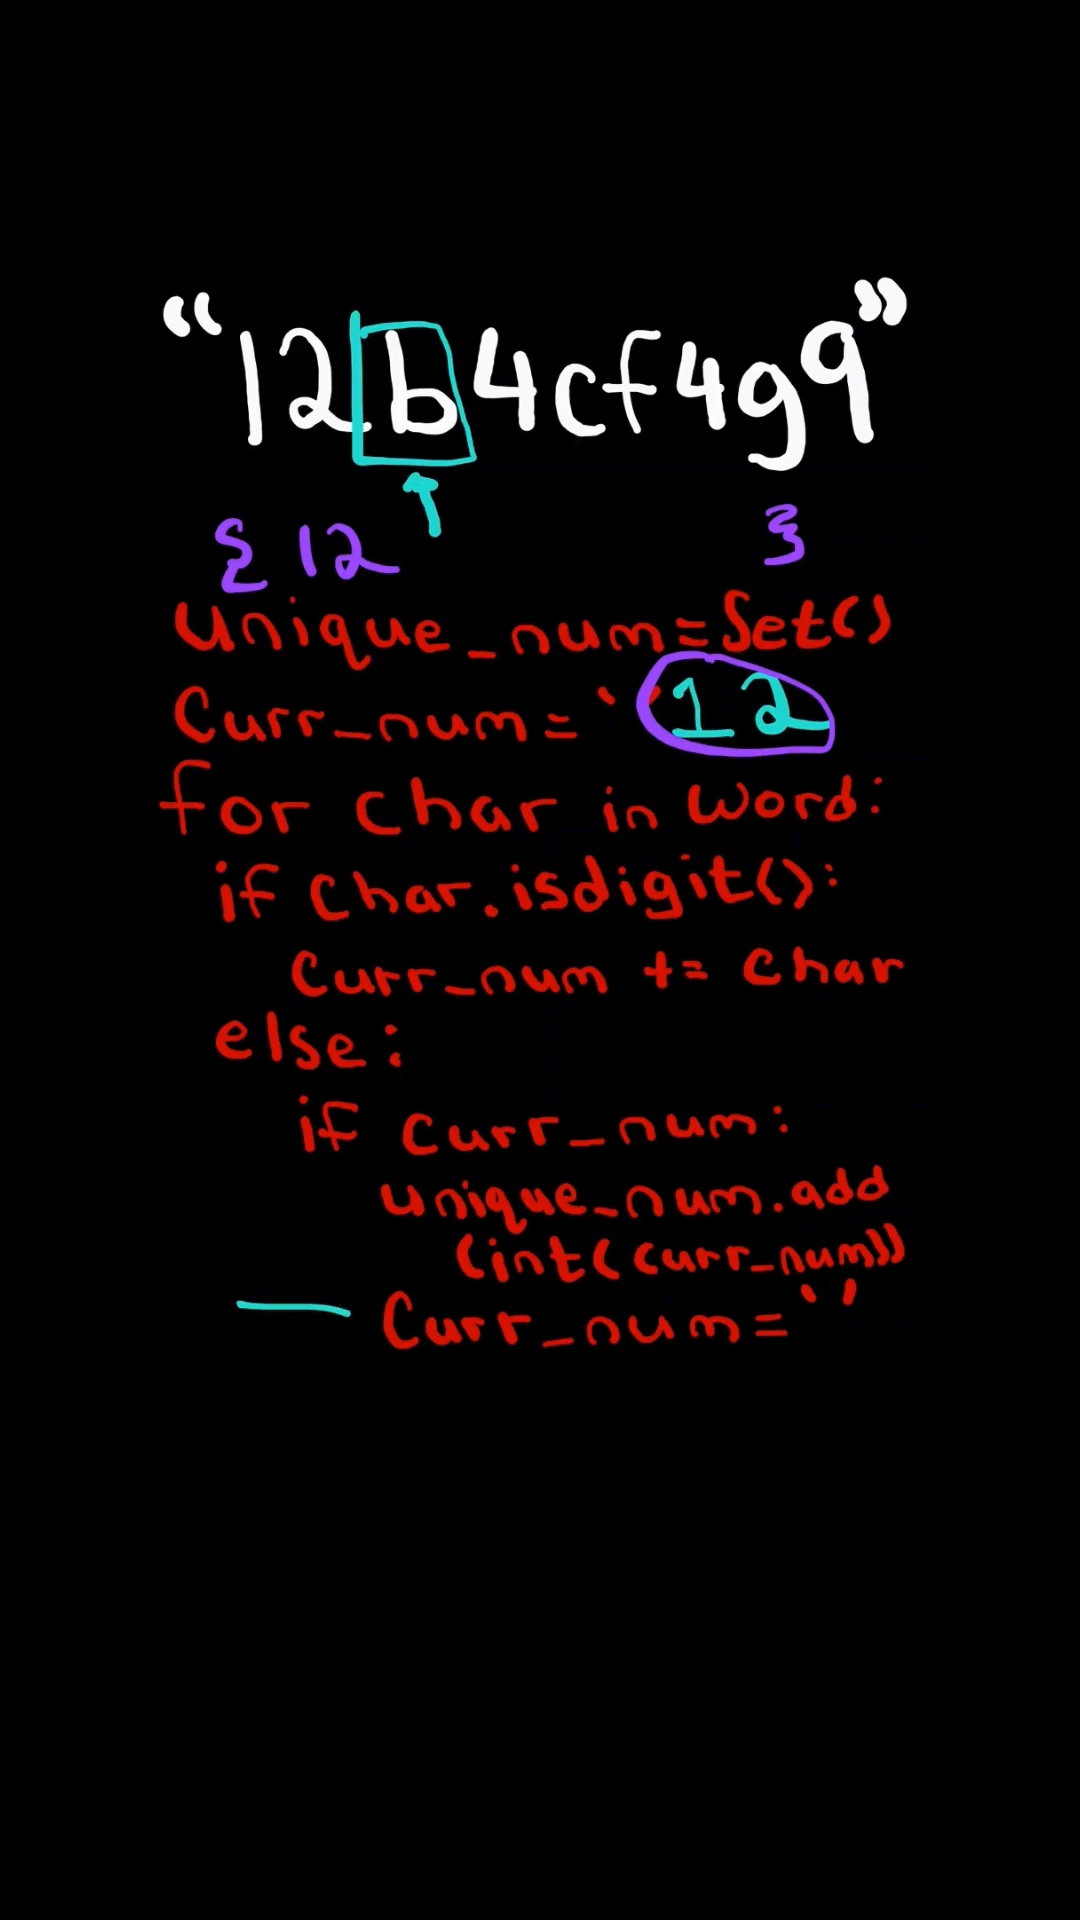 “12b4cf4g9”
{ 12 }
Unique_num=Set()
Curr_num=‘’12
for Char in Word:
if Char.isdigit():
Curr_num += Char
else:
if Curr_num:
unique_num.add
(int(curr_num))
Curr_num=‘’